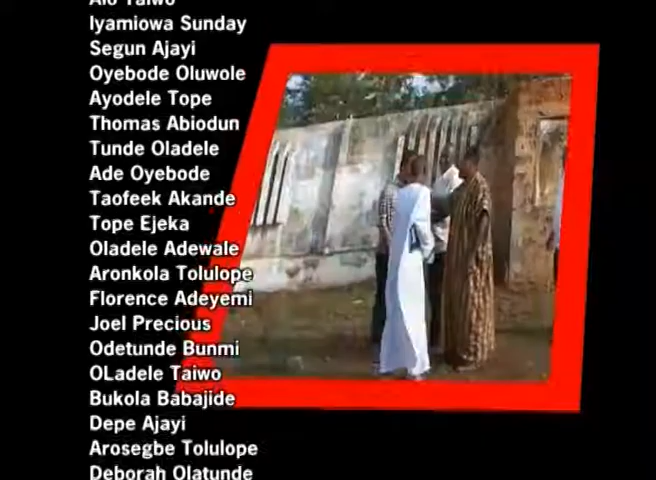 Alo Taiwo
Iyamiowa Sunday
Segun Ajayi
Oyebode Oluwole
Ayodele Tope
Thomas Abiodun
Tunde Oladele
Ade Oyebode
Taofeek Akande
Tope Ejeka
Oladele Adewale
Aronkola Tolulope
Florence Adeyemi
Joel Precious
Odetunde Bunmi
OLadele Taiwo
Bukola Babajide
Depe Ajayi
Arosegbe Tolulope
Deborah Olatunde